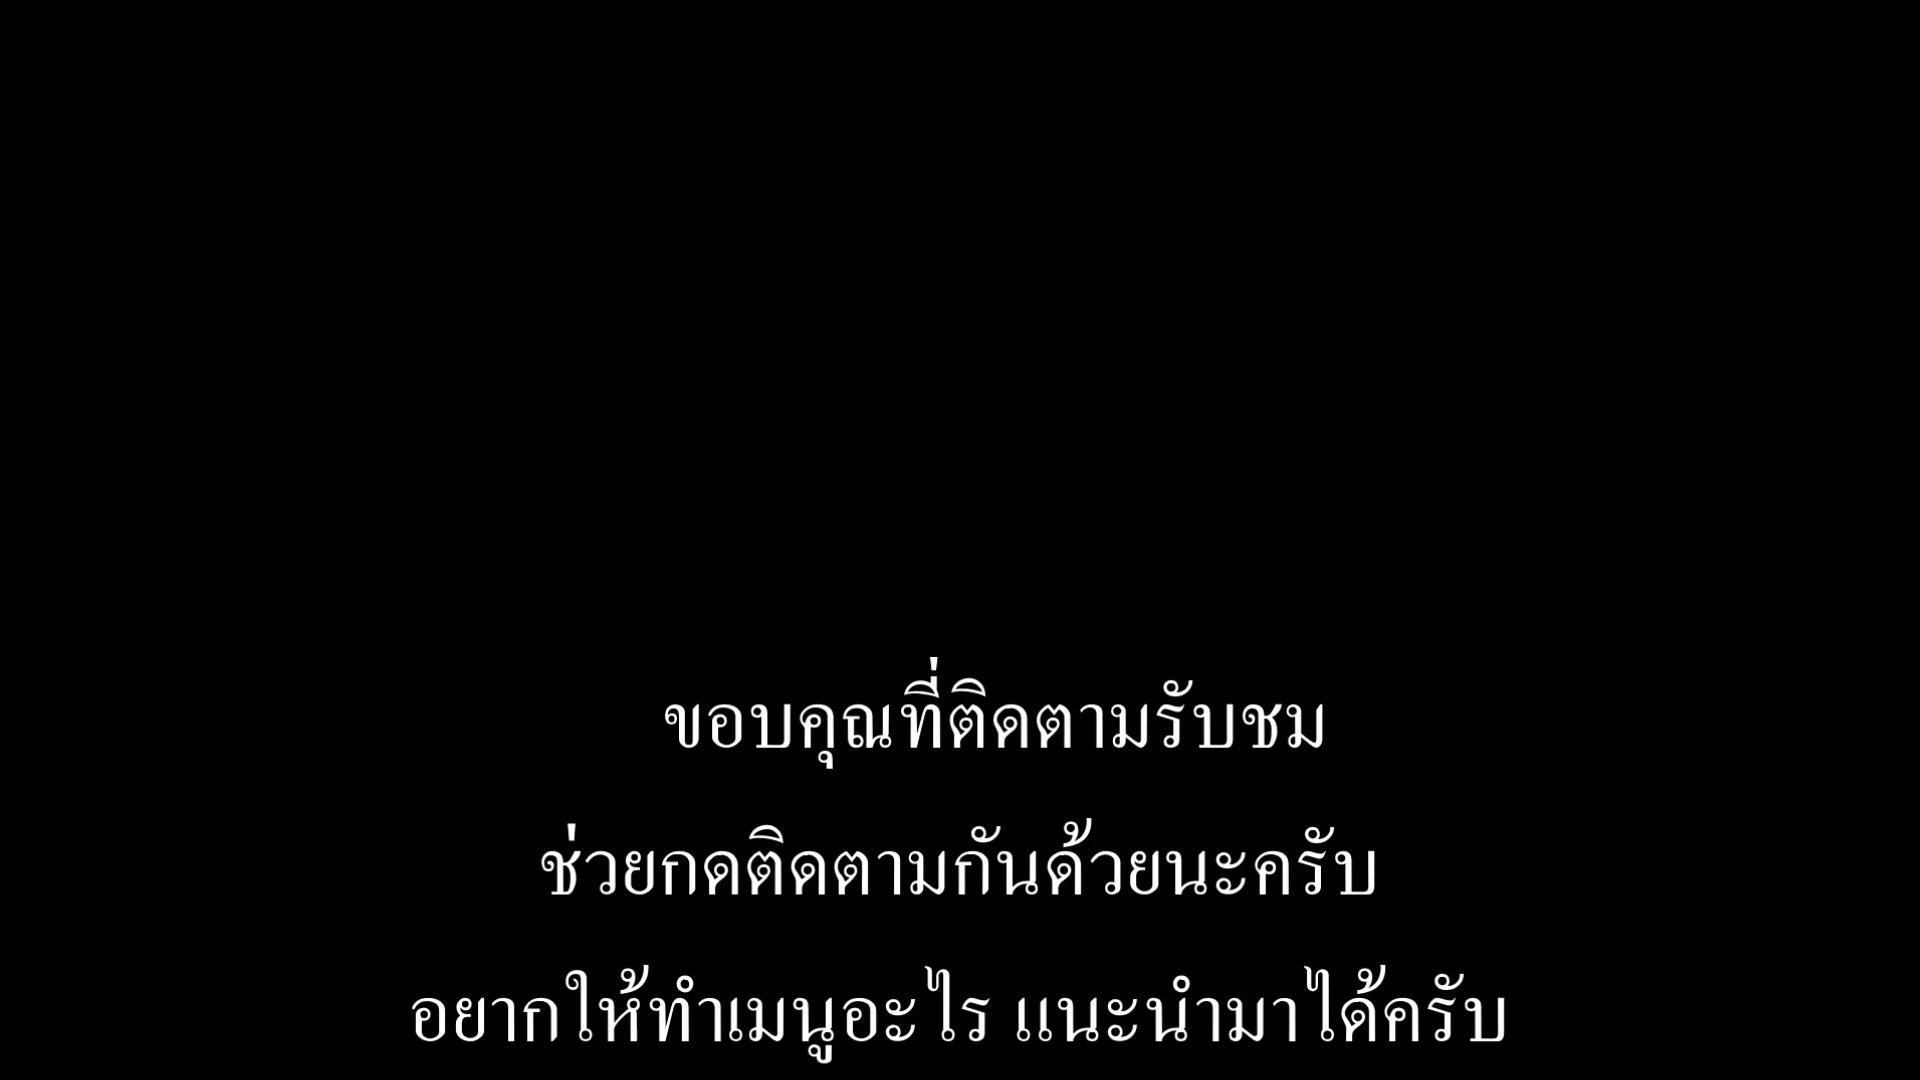 ขอบคุณที่ติดตามรับชม
ช่วยกดติดตามกันด้วยนะครับ
อยากให้ทำเมนูอะไร แนะนำมาได้ครับ